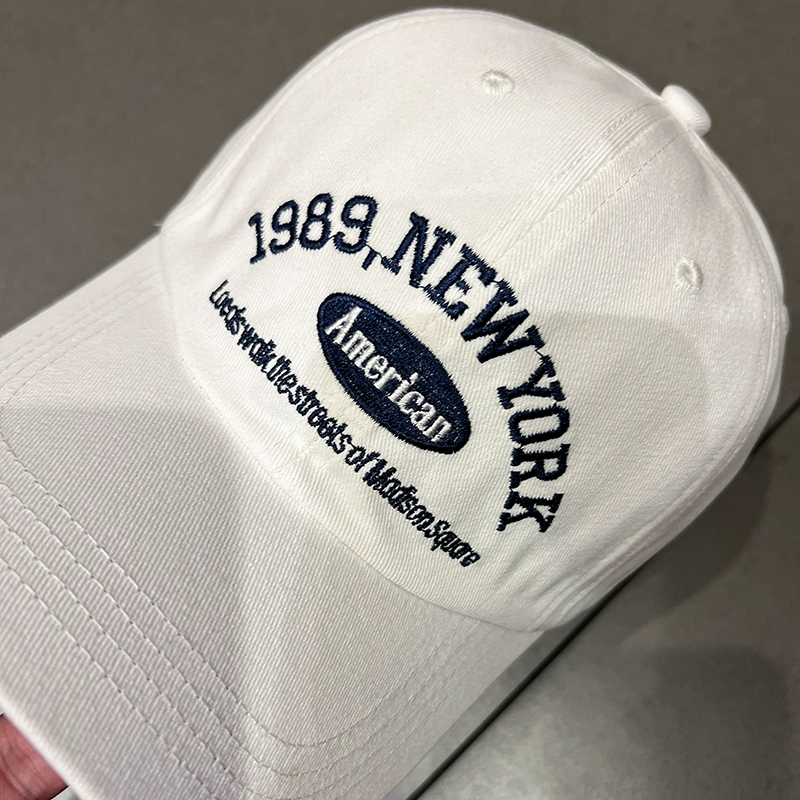 1989, NEW YORK
American
Locals walk the streets of Madison Square